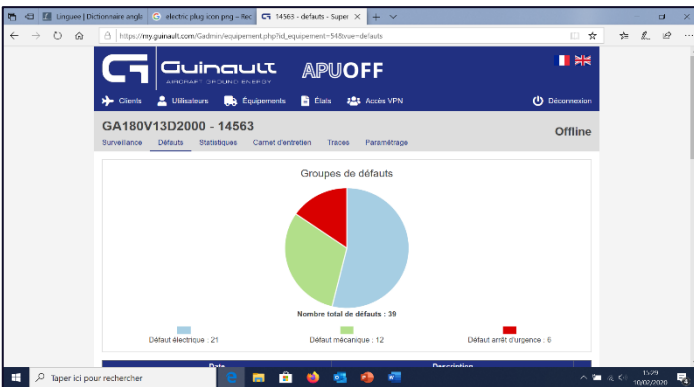 Linguee | Dictionnaire angla
electric plug icon png – Rec
14563 - defauts - Super
https://my.guinault.com/Gadmin/equipement.php?id_equipement=54&vue=defauts
Guinault
AIRCRAFT GROUND ENERGY
APUOFF
Clients Utilisateurs Équipements États Accès VPN Déconnexion
GA180V13D2000 - 14563
Offline
Surveillance Défauts Statistiques Carnet d'entretien Traces Paramétrage
Groupes de défauts
Nombre total de défauts : 39
Défaut électrique : 21 Défaut mécanique : 12 Défaut arrêt d'urgence : 6
Date Description
Taper ici pour rechercher
15:29
10/02/2020